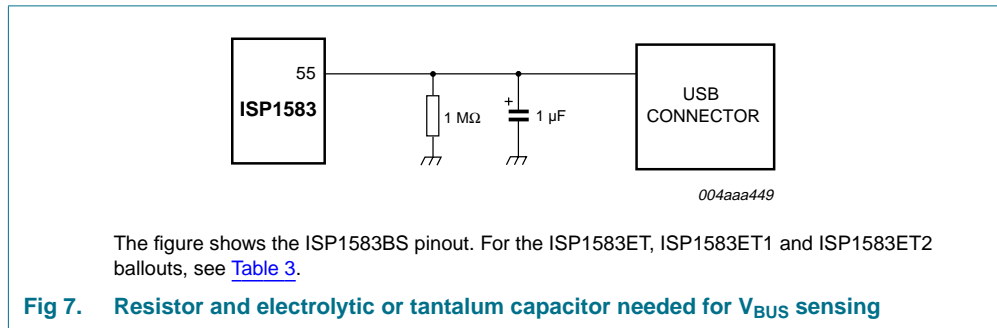 55
ISP1583
1 MΩ
+
1 µF
USB
CONNECTOR
004aaa449
The figure shows the ISP1583BS pinout. For the ISP1583ET, ISP1583ET1 and ISP1583ET2
ballouts, see Table 3.
Fig 7. Resistor and electrolytic or tantalum capacitor needed for VBUS sensing